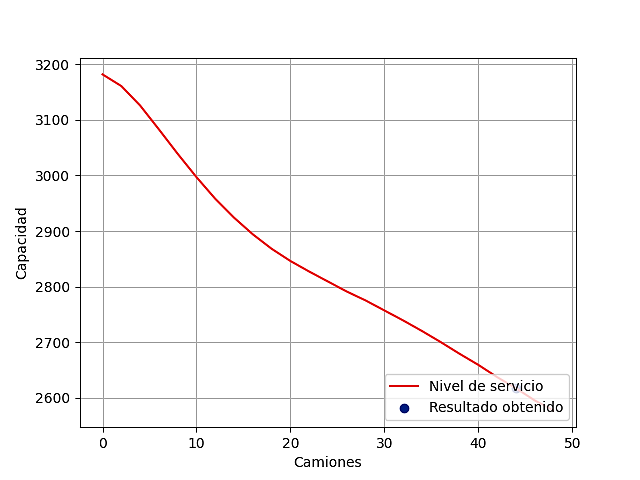 3200
3100
3000
2900
2800
2700
2600
Capacidad
0 10 20 30 40 50
Camiones
Nivel de servicio
Resultado obtenido